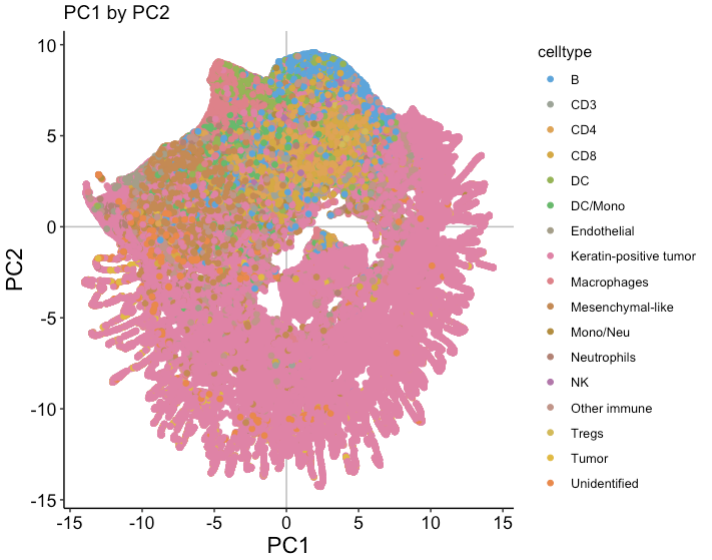 PC1 by PC2
10
5
0
-5
-10
-15
PC2
-15 -10 -5 0 5 10 15
PC1
celltype
B
CD3
CD4
CD8
DC
DC/Mono
Endothelial
Keratin-positive tumor
Macrophages
Mesenchymal-like
Mono/Neu
Neutrophils
NK
Other immune
Tregs
Tumor
Unidentified